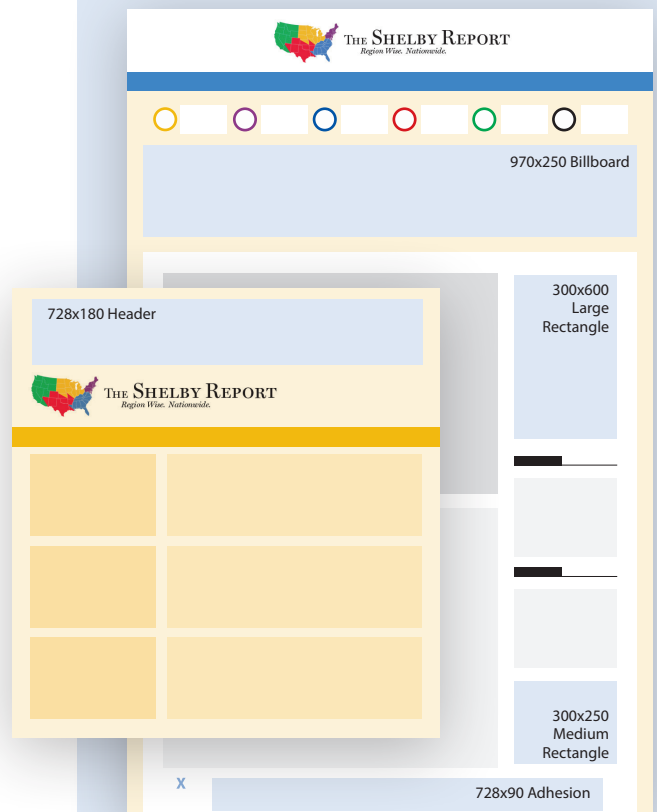 THE SHELBY REPORT
Region Wise. Nationwide.
970x250 Billboard
300x600
Large
Rectangle
728x180 Header
THE SHELBY REPORT
Region Wise. Nationwide.
300x250
Medium
Rectangle
X
728x90 Adhesion